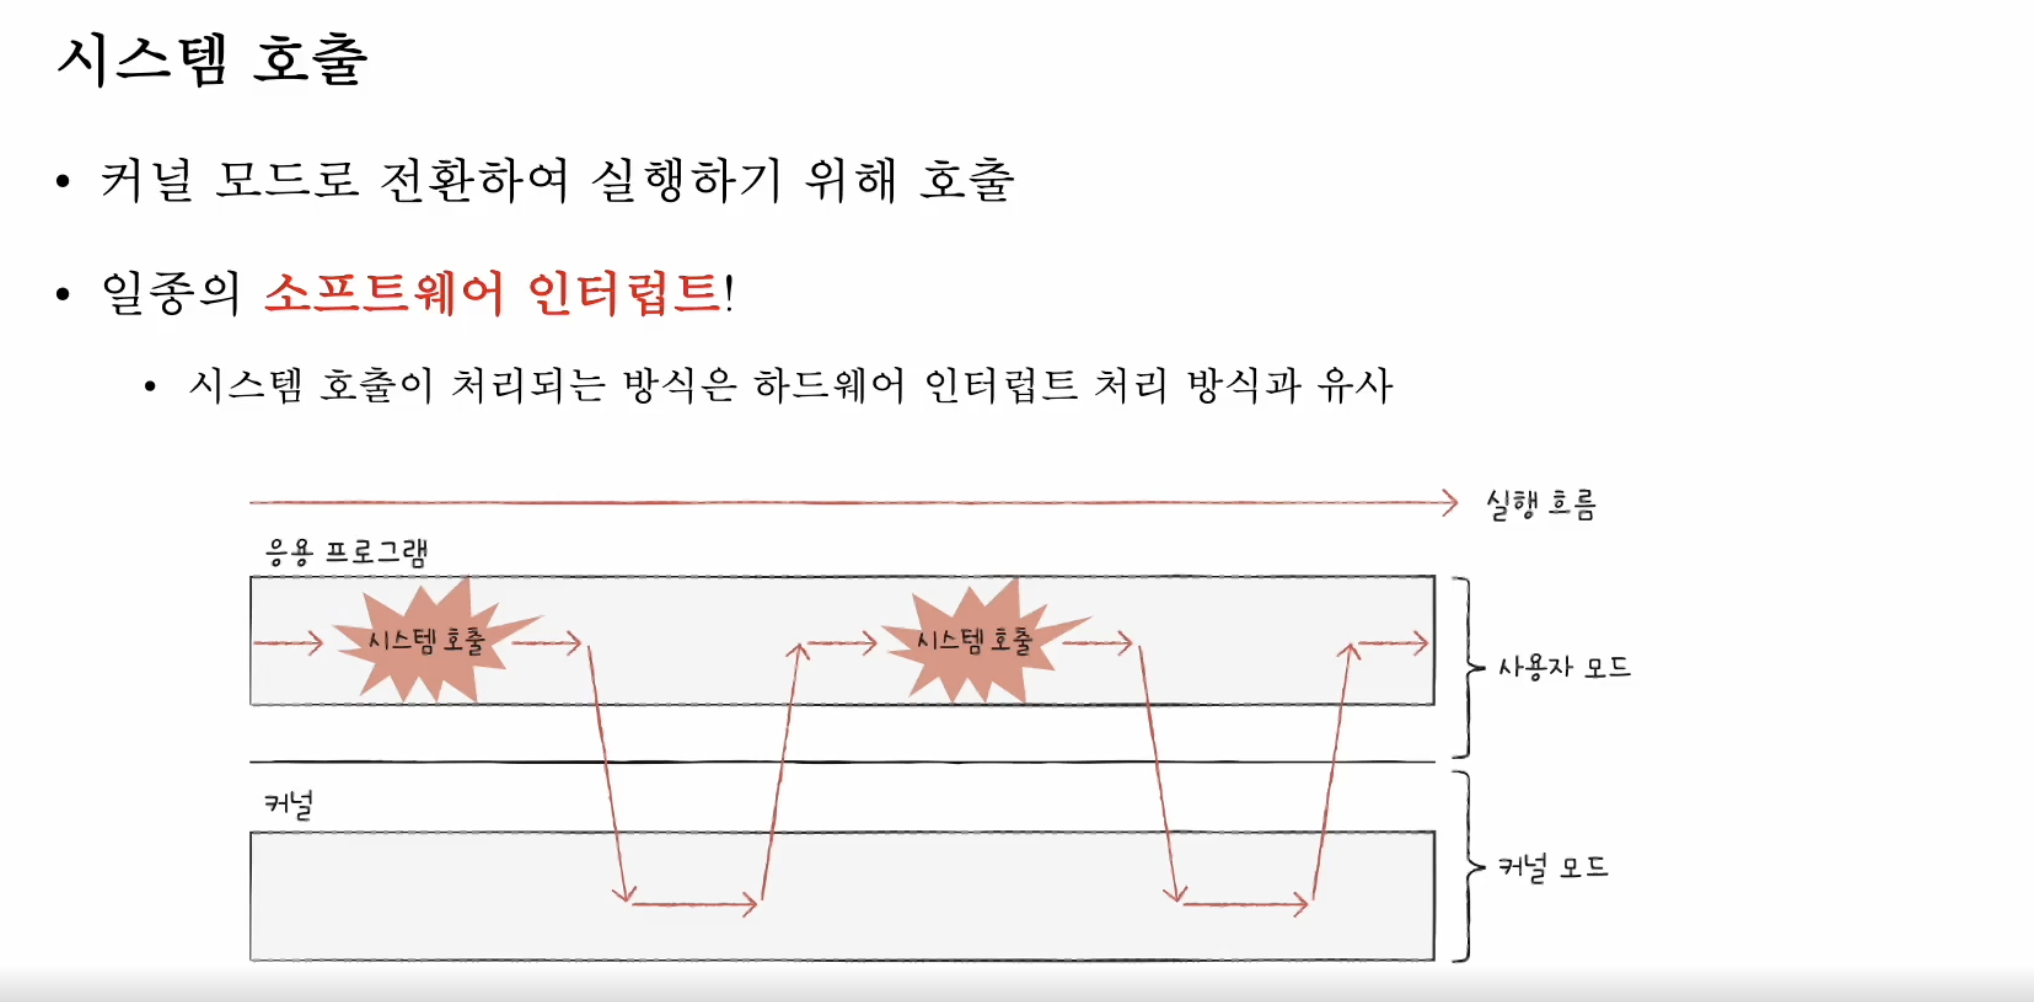 시스템 호출
• 커널 모드로 전환하여 실행하기 위해 호출
• 일종의 소프트웨어 인터럽트!
• 시스템 호출이 처리되는 방식은 하드웨어 인터럽트 처리 방식과 유사
실행 흐름
응용 프로그램
시스템 호출
시스템 호출
사용자 모드
커널
커널 모드